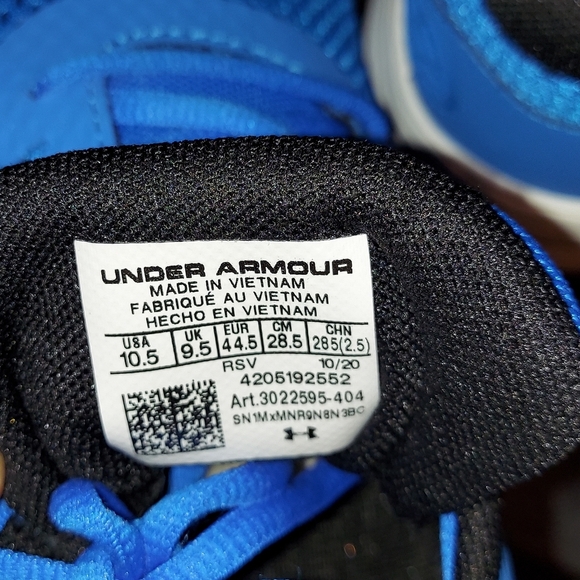 UNDER ARMOUR
MADE IN VIETNAM
FABRIQUÉ AU VIETNAM
HECHO EN VIETNAM
USA UK EUR CM CHN
10.5 9.5 44.5 28.5 285(2.5)
RSV 10/20
4205192552
Art.3022595-404
SN1MxMNR9N8N3BC